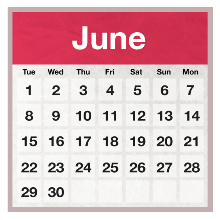 June
Tue Wed Thu Fri Sat Sun Mon
1 2 3 4 5 6 7
8 9 10 11 12 13 14
15 16 17 18 19 20 21
22 23 24 25 26 27 28
29 30